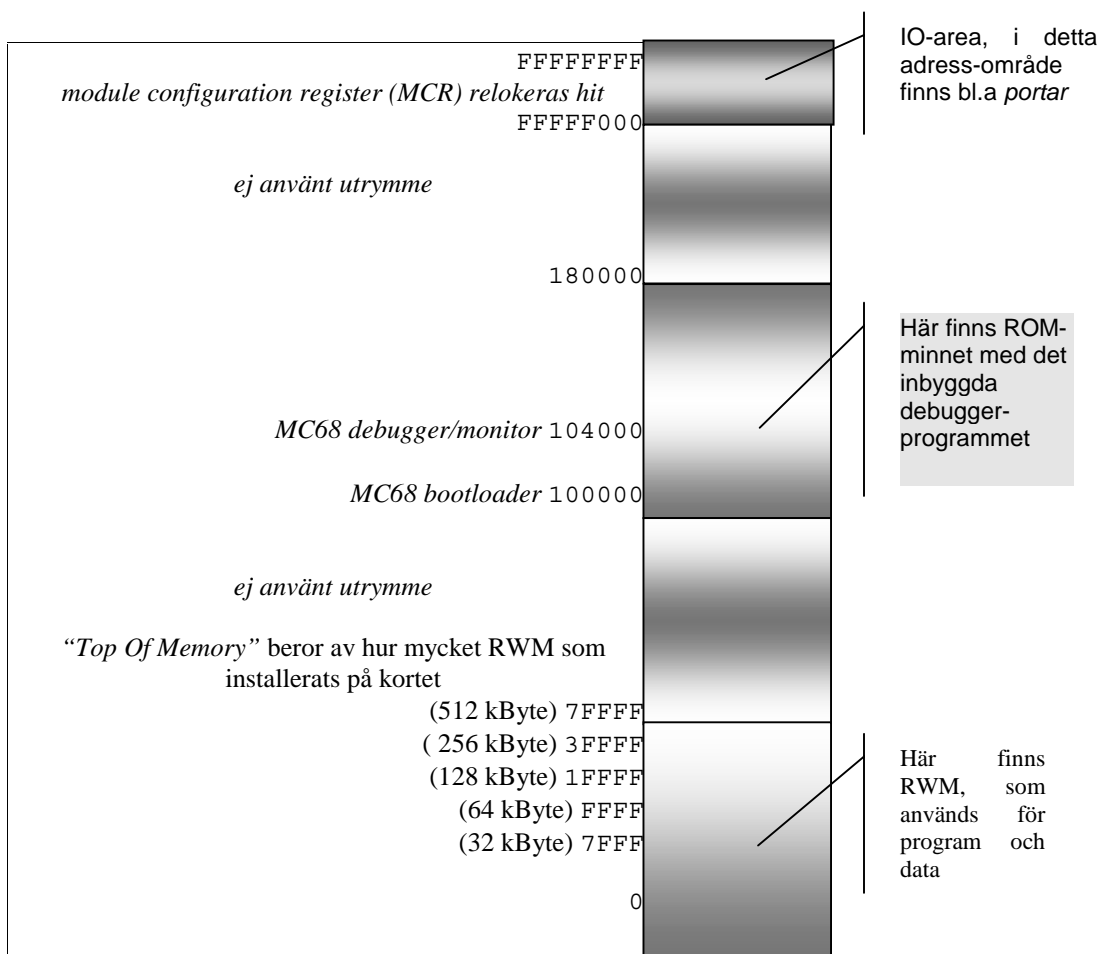 FFFFFFFF
module configuration register (MCR) relokeras hit
FFFFF000
IO-area, i detta
adress-område
finns bl.a portar
ej använt utrymme
180000
Här finns ROM-
minnet med det
inbyggda
debugger-
programmet
MC68 debugger/monitor 104000
MC68 bootloader 100000
ej använt utrymme
“Top Of Memory” beror av hur mycket RWM som
installerats på kortet
(512 kByte) 7FFFF
( 256 kByte) 3FFFF
(128 kByte) 1FFFF
(64 kByte) FFFF
(32 kByte) 7FFF
0
Här finns
RWM, som
används för
program och
data